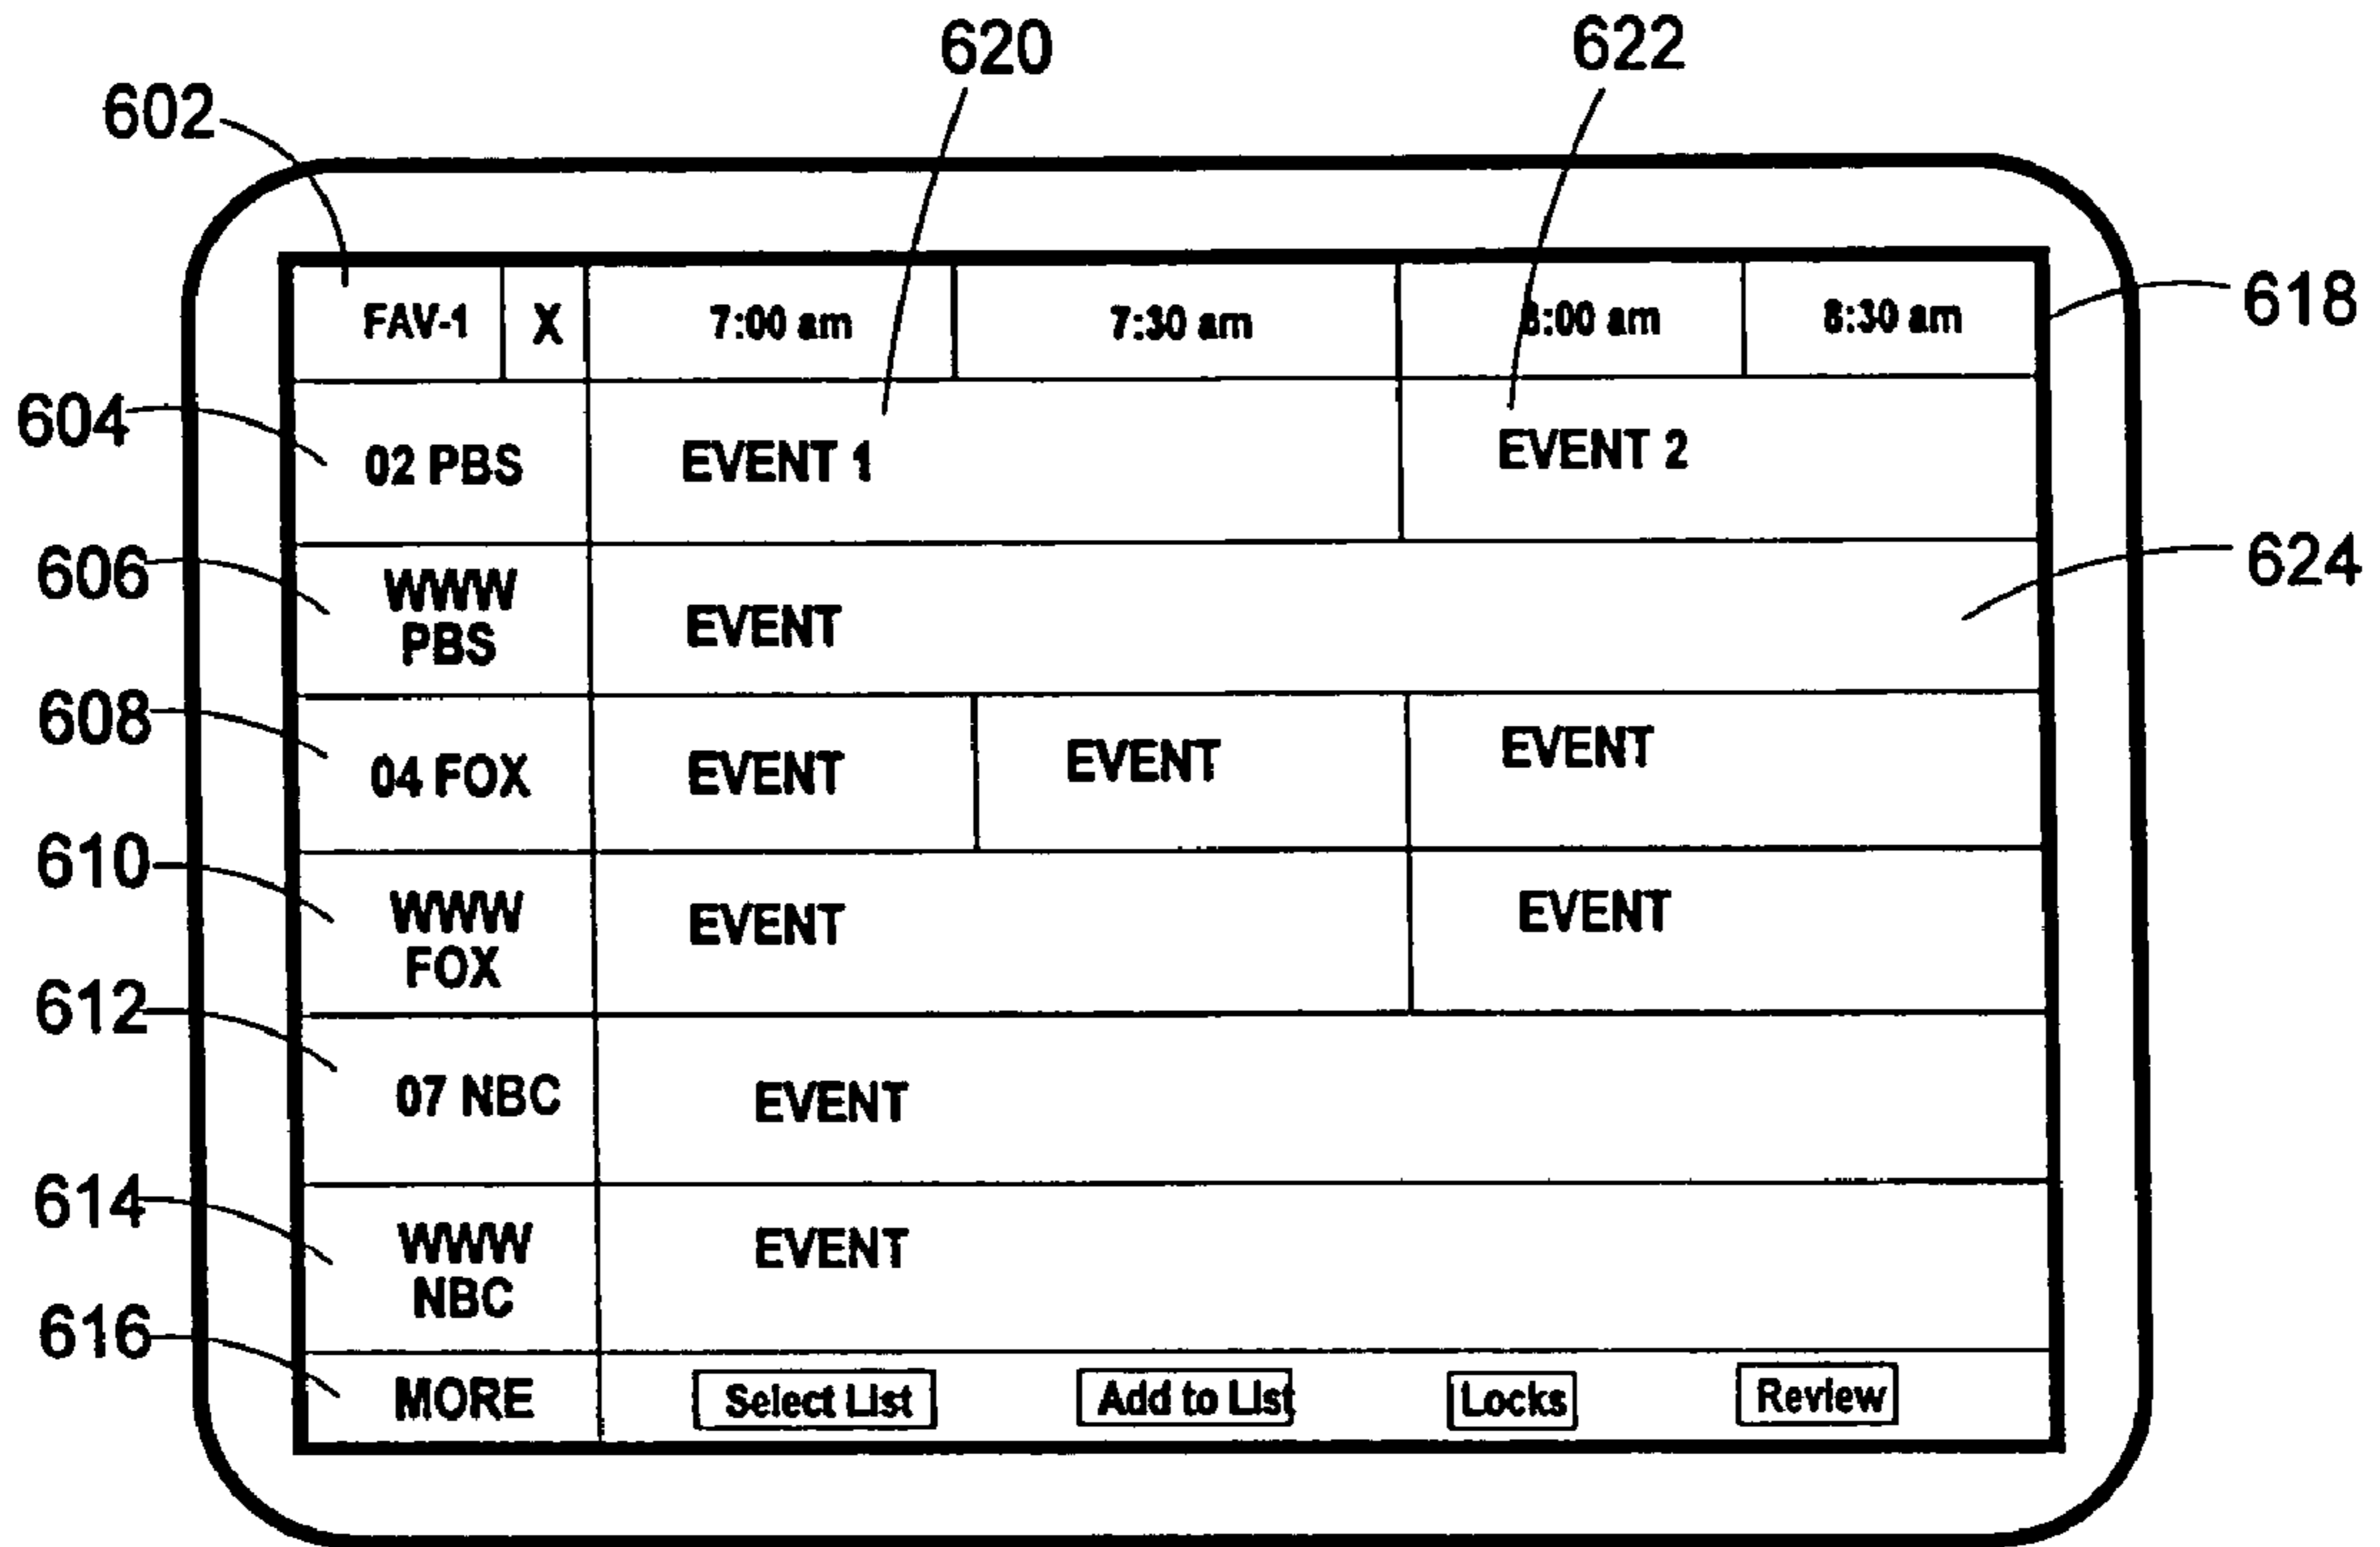 620 622
602
618
FAV-1 X 7:00 am 7:30 am 8:00 am 8:30 am
604
02 PBS EVENT 1 EVENT 2
606
624
WWW
PBS
EVENT
608
04 FOX EVENT EVENT EVENT
610
WWW
FOX
EVENT EVENT
612
07 NBC EVENT
614
WWW
NBC
EVENT
616
MORE Select List Add to List Locks Review